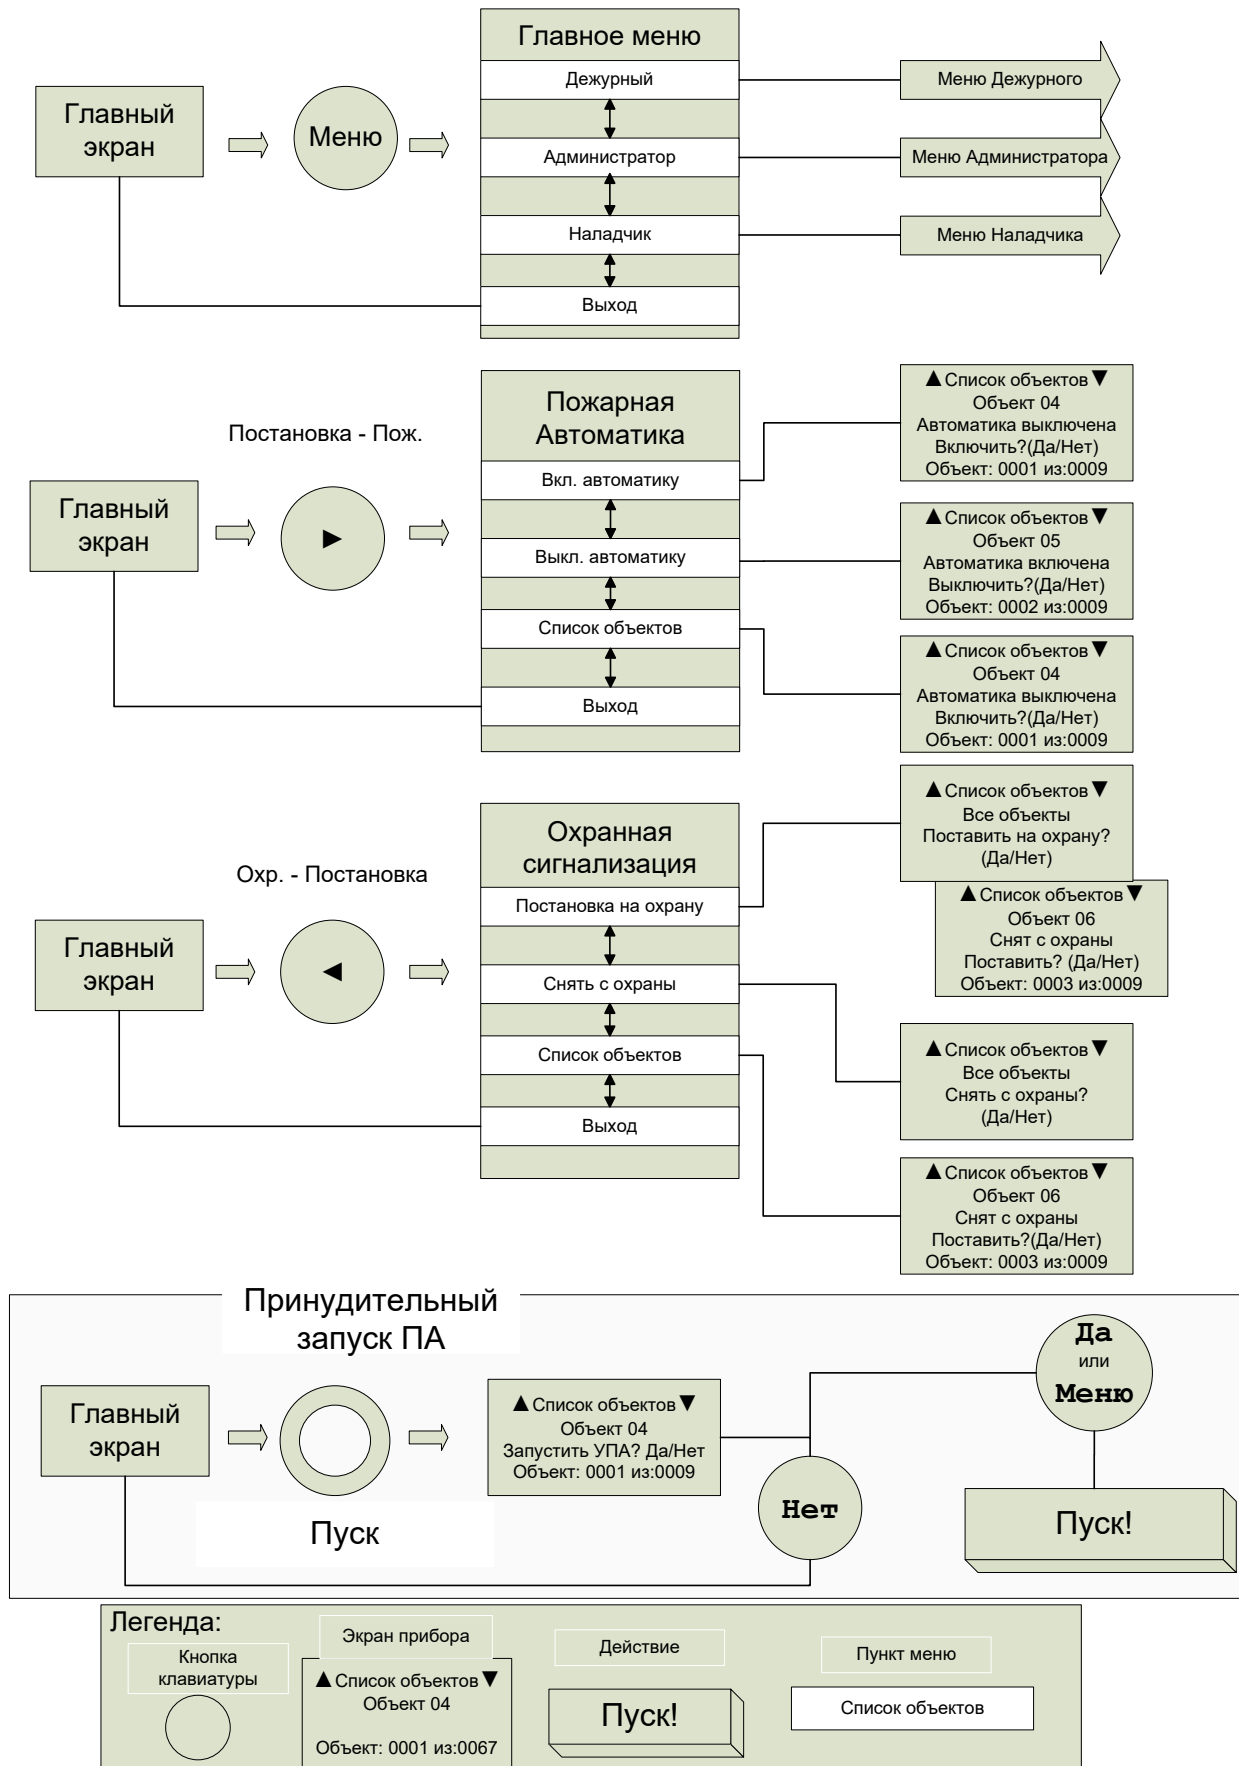 Главное меню
Дежурный
Администратор
Наладчик
Выход
Главный
экран
Меню
Меню Дежурного
Меню Администратора
Меню Наладчика
Постановка - Пож.
Главный
экран
►
Пожарная
Автоматика
Вкл. автоматику
Выкл. автоматику
Список объектов
Выход
▲Список объектов▼
Объект 04
Автоматика выключена
Включить?(Да/Нет)
Объект: 0001 из:0009
▲Список объектов▼
Объект 05
Автоматика включена
Выключить?(Да/Нет)
Объект: 0002 из:0009
▲Список объектов▼
Объект 04
Автоматика выключена
Включить?(Да/Нет)
Объект: 0001 из:0009
Охр. - Постановка
Главный
экран
◄
Охранная
сигнализация
Постановка на охрану
Снять с охраны
Список объектов
Выход
▲Список объектов▼
Все объекты
Поставить на охрану?
(Да/Нет)
▲Список объектов▼
Объект 06
Снят с охраны
Поставить? (Да/Нет)
Объект: 0003 из:0009
▲Список объектов▼
Все объекты
Снять с охраны?
(Да/Нет)
▲Список объектов▼
Объект 06
Снят с охраны
Поставить?(Да/Нет)
Объект: 0003 из:0009
Принудительный
запуск ПА
Главный
экран
Пуск
▲Список объектов▼
Объект 04
Запустить УПА? Да/Нет
Объект: 0001 из:0009
Нет
Да
или
Меню
Пуск!
Легенда:
Кнопка
клавиатуры
Экран прибора
▲Список объектов▼
Объект 04
Объект: 0001 из:0067
Действие
Пуск!
Пункт меню
Список объектов